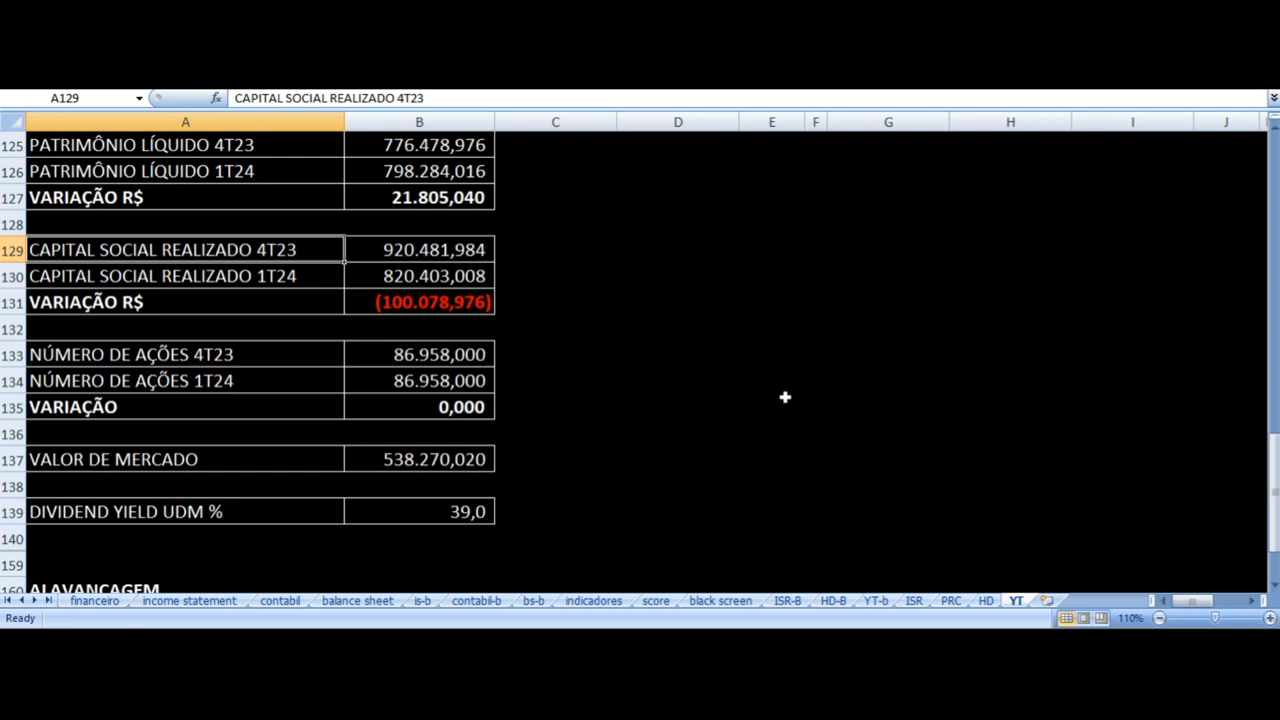 A129 fx CAPITAL SOCIAL REALIZADO 4T23
A B C D E F G H I J
125 PATRIMÔNIO LÍQUIDO 4T23 776.478,976
126 PATRIMÔNIO LÍQUIDO 1T24 798.284,016
127 VARIAÇÃO R$ 21.805,040
128
129 CAPITAL SOCIAL REALIZADO 4T23 920.481,984
130 CAPITAL SOCIAL REALIZADO 1T24 820.403,008
131 VARIAÇÃO R$ (100.078,976)
132
133 NÚMERO DE AÇÕES 4T23 86.958,000
134 NÚMERO DE AÇÕES 1T24 86.958,000
135 VARIAÇÃO 0,000
136
137 VALOR DE MERCADO 538.270,020
138
139 DIVIDEND YIELD UDM % 39,0
140
159
160 ALAVANCAGEM
financeiro income statement contabil balance sheet is-b contabil-b bs-b indicadores score black screen ISR-B HD-B YT-b ISR PRC HD YT
Ready 110%